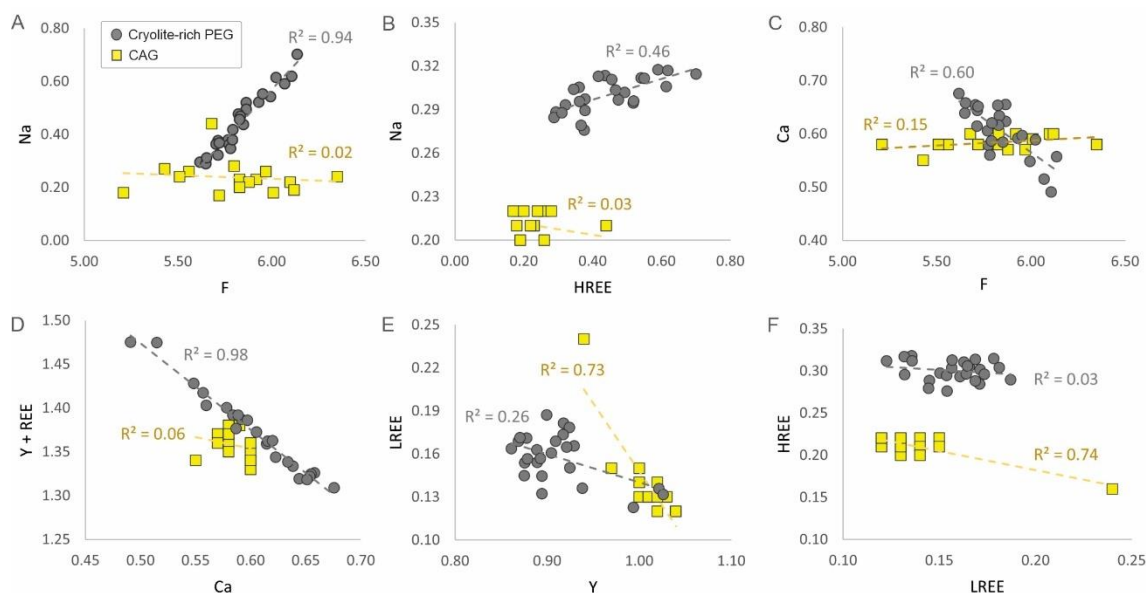 A
Cryolite-rich PEG
CAG
R² = 0.94
R² = 0.02
Na
0.80
0.60
0.40
0.20
0.00
5.00
5.50
6.00
6.50
F
B
R² = 0.46
R² = 0.03
Na
0.35
0.32
0.29
0.26
0.23
0.20
0.00
0.20
0.40
0.60
0.80
HREE
C
R² = 0.60
R² = 0.15
Ca
0.80
0.70
0.60
0.50
0.40
5.00
5.50
6.00
6.50
F
D
R² = 0.98
R² = 0.06
Y + REE
1.50
1.45
1.40
1.35
1.30
1.25
0.45
0.50
0.55
0.60
0.65
0.70
Ca
E
R² = 0.73
R² = 0.26
LREE
0.25
0.22
0.19
0.16
0.13
0.10
0.80
0.90
1.00
1.10
Y
F
R² = 0.03
R² = 0.74
HREE
0.35
0.30
0.25
0.20
0.15
0.10
0.10
0.15
0.20
0.25
LREE